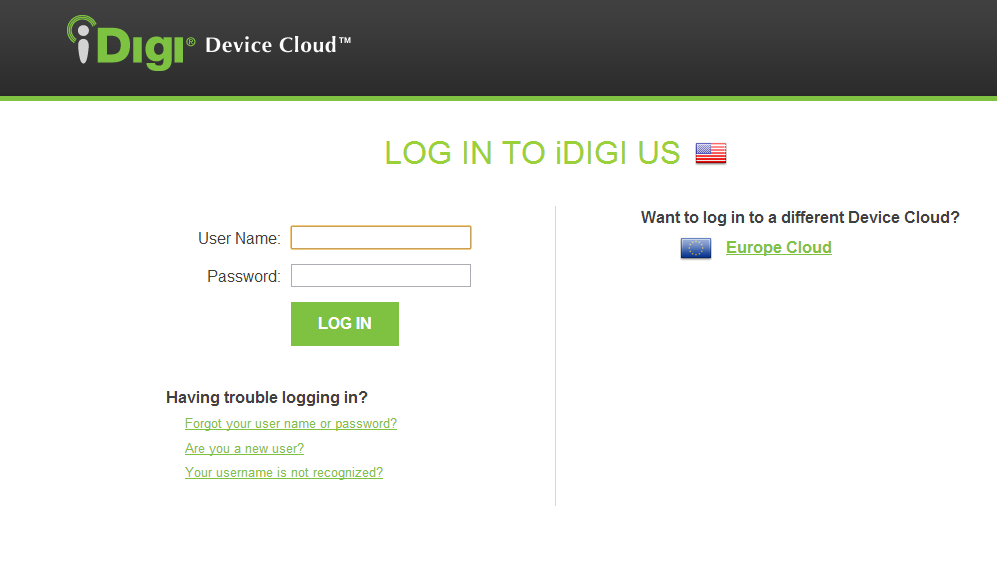 iDigi® Device Cloud™
LOG IN TO iDIGI US
User Name:
Password:
LOG IN
Having trouble logging in?
Forgot your user name or password?
Are you a new user?
Your username is not recognized?
Want to log in to a different Device Cloud?
Europe Cloud